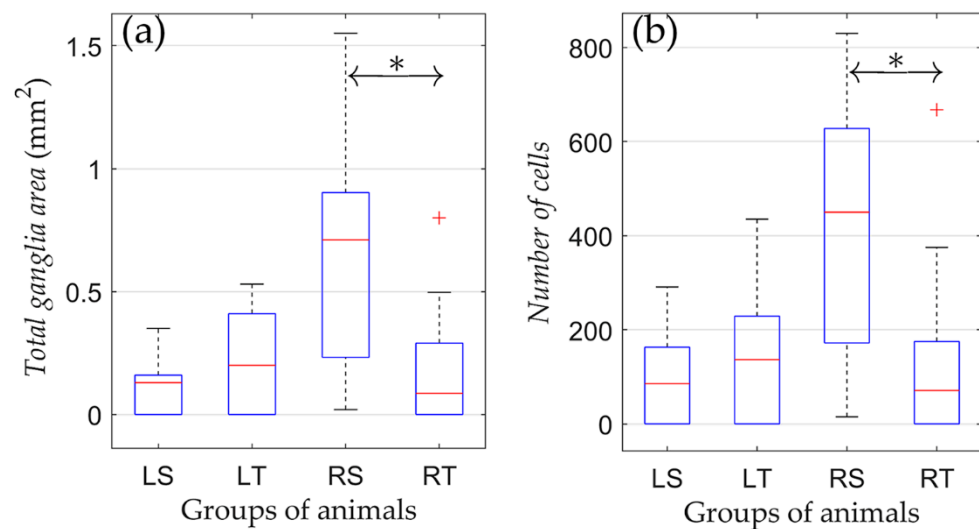 (a)
Total ganglia area (mm²)
1.5
1
0.5
0
*
LS LT RS RT
Groups of animals
(b)
Number of cells
800
600
400
200
0
*
LS LT RS RT
Groups of animals